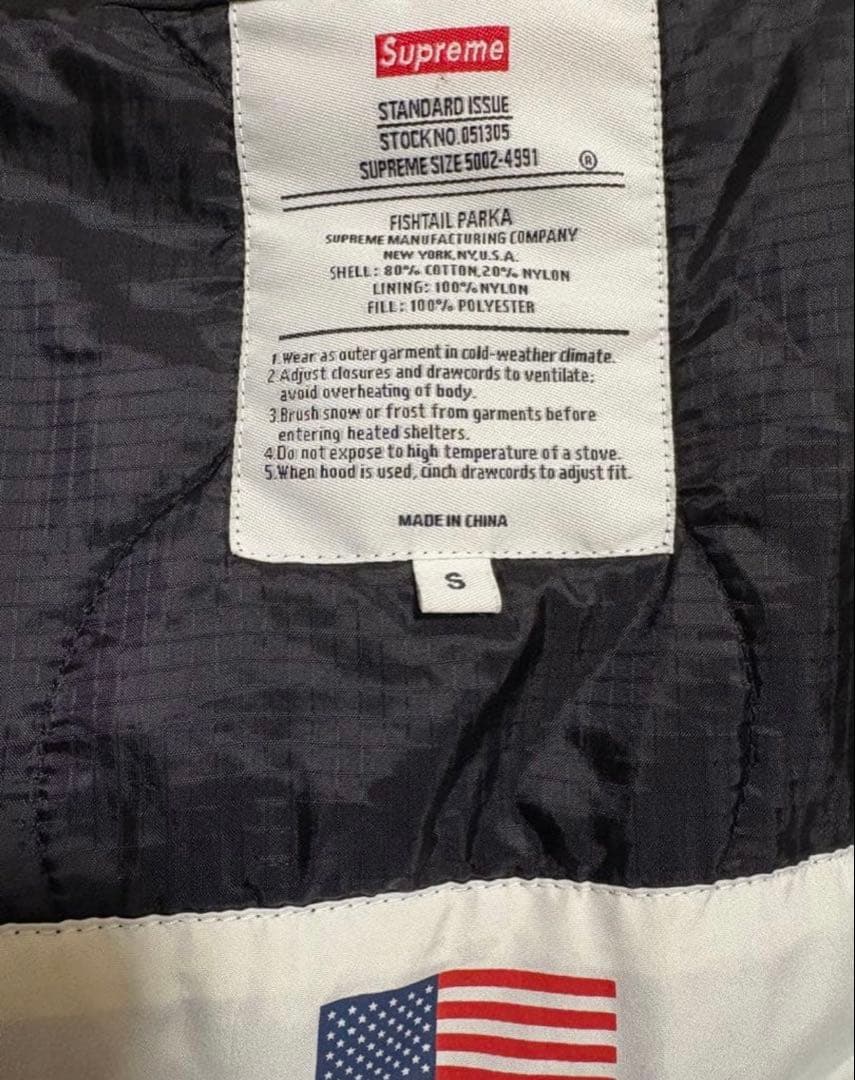 Supreme
STANDARD ISSUE
STOCK NO.051305
SUPREME SIZE 5002-4991 ®
FISHTAIL PARKA
SUPREME MANUFACTURING COMPANY
NEW YORK,NY,U.S.A.
SHELL: 80% COTTON,20% NYLON
LINING: 100% NYLON
FILL: 100% POLYESTER
1.Wear as outer garment in cold-weather climate.
2.Adjust closures and drawcords to ventilate;
avoid overheating of body.
3.Brush snow or frost from garments before
entering heated shelters.
4.Do not expose to high temperature of a stove.
5.When hood is used, cinch drawcords to adjust fit.
MADE IN CHINA
S